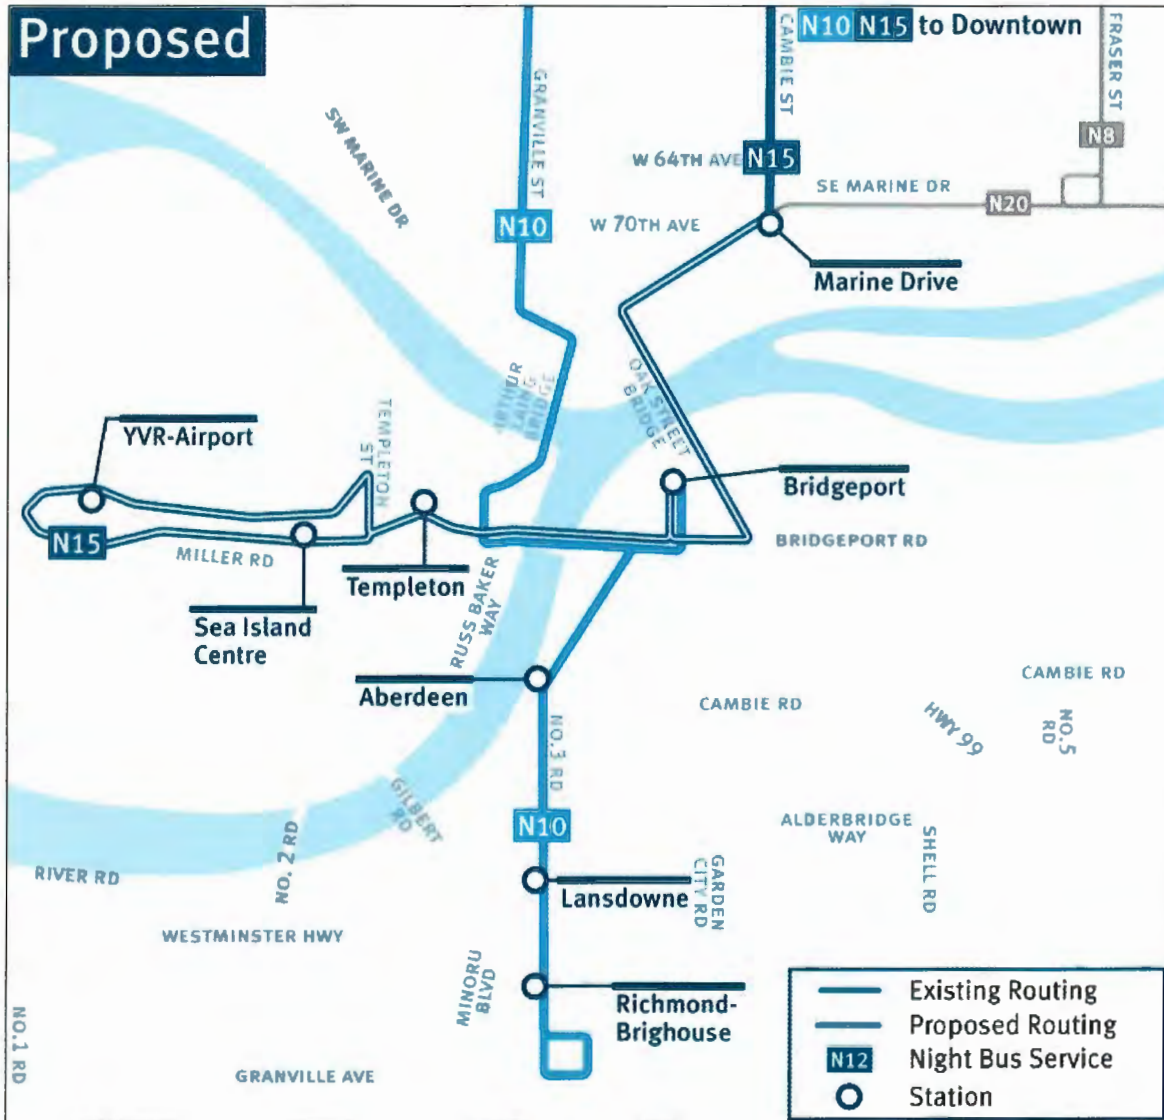 Proposed
N10 N15 to Downtown
GRANVILLE ST
CAMBIE ST
FRASER ST
SW MARINE DR
N8
W 64TH AVE
N15
SE MARINE DR
N20
N10
W 70TH AVE
Marine Drive
OAK STREET
BRIDGE
ARTHUR
LAING
BRIDGE
YVR-Airport
TEMPLETON
ST
Bridgeport
N15
MILLER RD
BRIDGEPORT RD
Templeton
Sea Island
Centre
RUSS BAKER
WAY
Aberdeen
CAMBIE RD
CAMBIE RD
HWY 99
NO.5
RD
NO.3 RD
GILBERT
RD
N10
ALDERBRIDGE
WAY
SHELL RD
NO. 2 RD
RIVER RD
Lansdowne
GARDEN
CITY RD
WESTMINSTER HWY
MINORU
BLVD
Richmond-
Brighouse
NO.1 RD
GRANVILLE AVE
Existing Routing
Proposed Routing
N12 Night Bus Service
Station